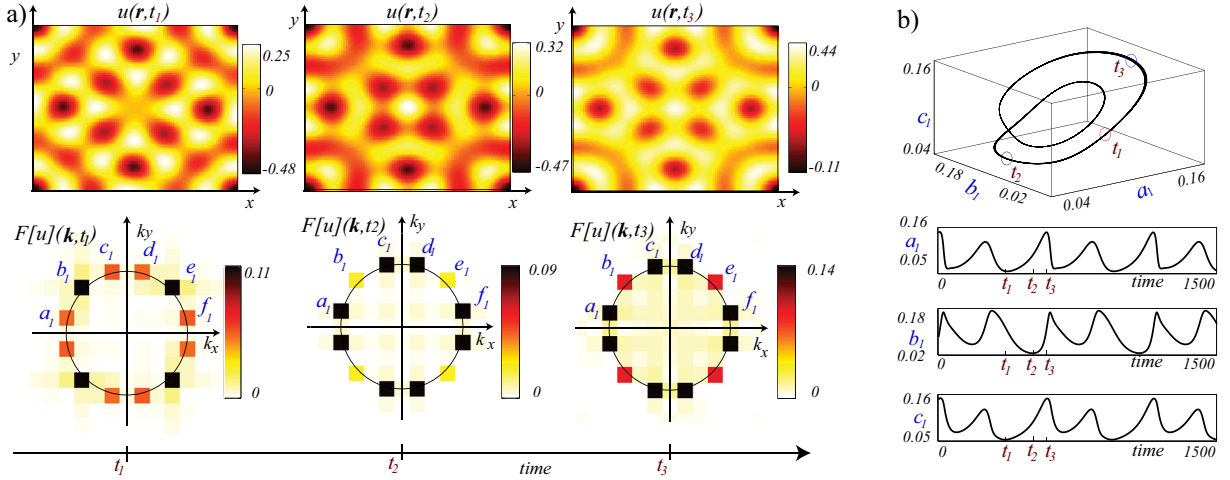 a)
u(r,t1)
u(r,t2)
u(r,t3)
y
y
y
0.25
0
-0.48
0.32
0
-0.47
0.44
0
-0.11
x
x
x
F[u](k,t1)
ky
c1
d1
b1
e1
a1
f1
kx
0.11
0
F[u](k,t2)
ky
c1
d1
b1
e1
a1
f1
kx
0.09
0
F[u](k,t3)
ky
c1
d1
b1
e1
a1
f1
kx
0.14
0
t1
t2
time
t3
b)
0.16
c1
0.04
t3
t1
t2
0.18
b1
0.02
0.04
a1
0.16
0.16
a1
0.05
0
t1
t2
t3
time
1500
0.18
b1
0.02
0
t1
t2
t3
time
1500
0.16
c1
0.05
0
t1
t2
t3
time
1500